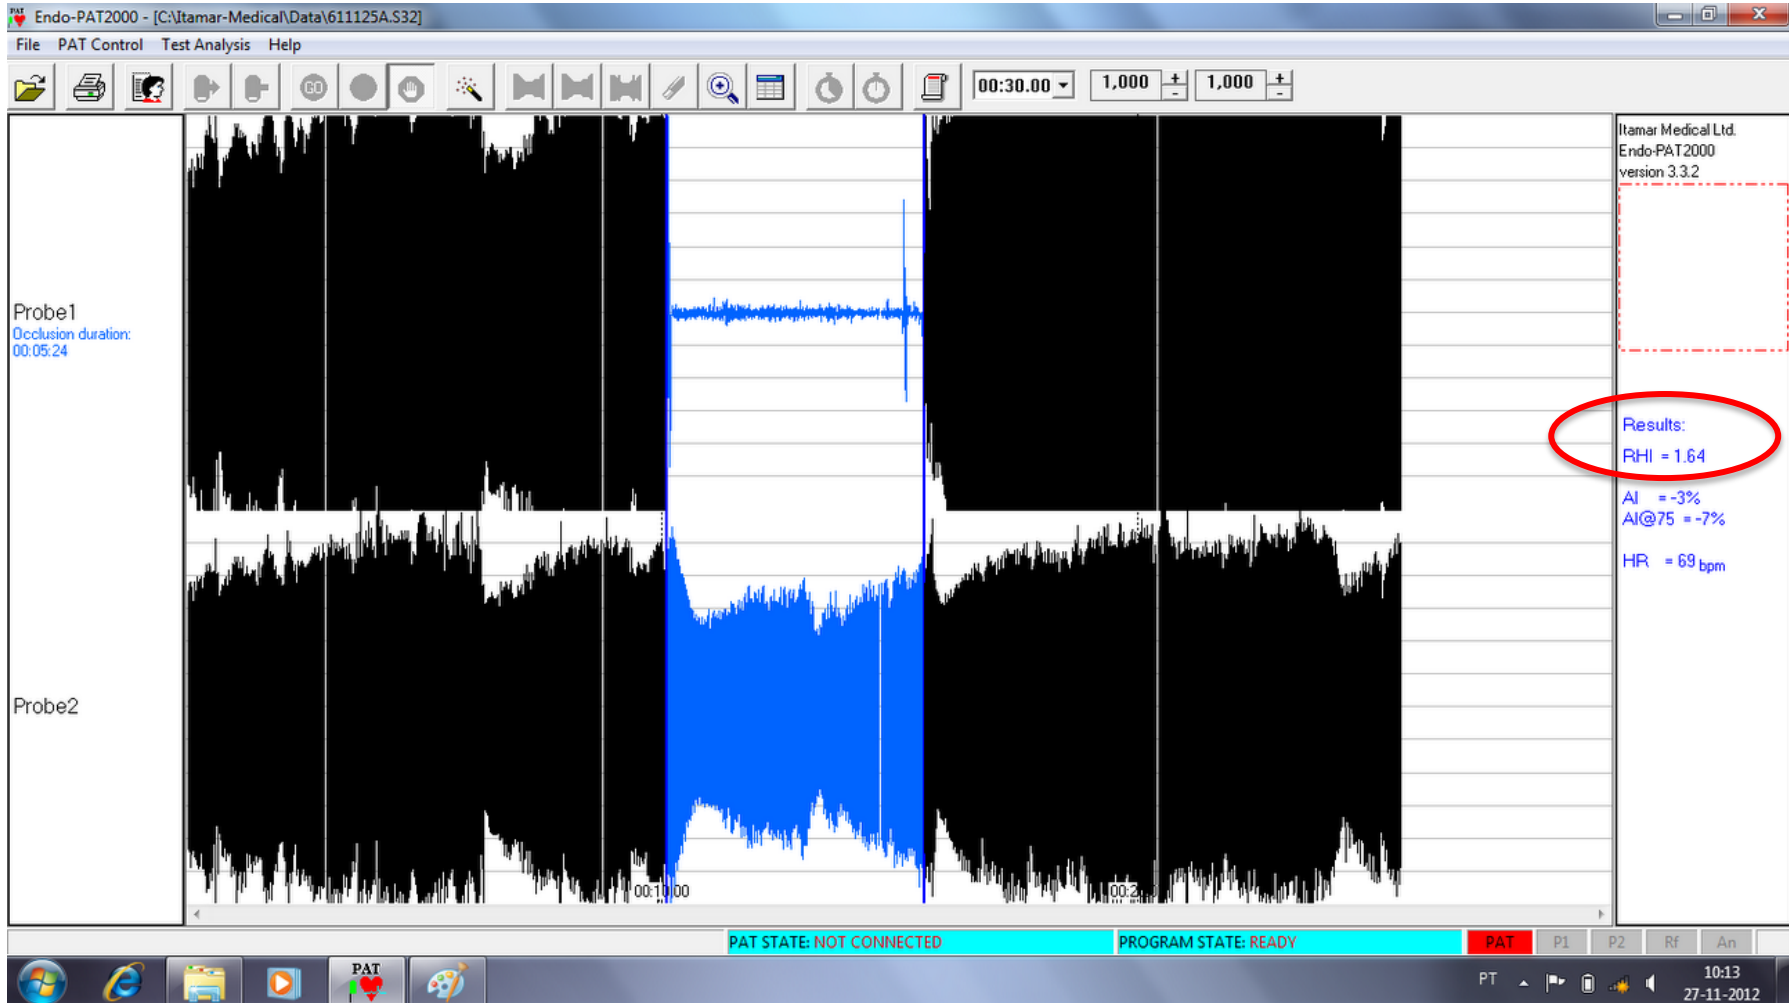 Endo-PAT2000 - [C:\Itamar-Medical\Data\611125A.S32]
File PAT Control Test Analysis Help
GO
00:30.00
1,000 + -
1,000 + -
Itamar Medical Ltd.
Endo-PAT2000
version 3.3.2
Probe1
Occlusion duration:
00:05:24
Results:
RHI = 1.64
AI = -3%
AI@75 = -7%
HR = 69 bpm
Probe2
PAT STATE: NOT CONNECTED
PROGRAM STATE: READY
PAT P1 P2 Rf An
PAT
PT
10:13
27-11-2012